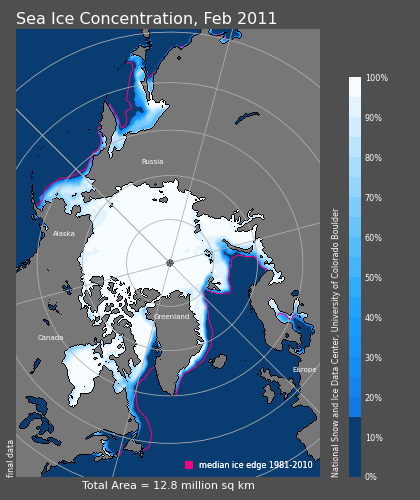 Sea Ice Concentration, Feb 2011
Russia
Alaska
Greenland
Canada
Europe
median ice edge 1981-2010
Total Area = 12.8 million sq km
final data
100%
90%
80%
70%
60%
50%
40%
30%
20%
10%
0%
National Snow and Ice Data Center, University of Colorado Boulder